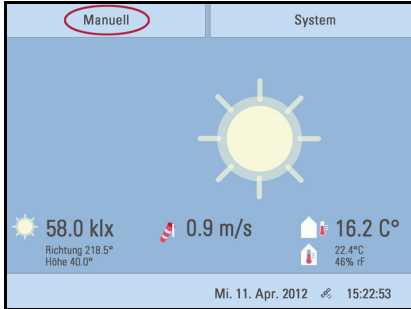 Manuell
System
58.0 klx
Richtung 218.5°
Höhe 40.0°
0.9 m/s
16.2 C°
22.4°C
46% rF
Mi. 11. Apr. 2012
15:22:53